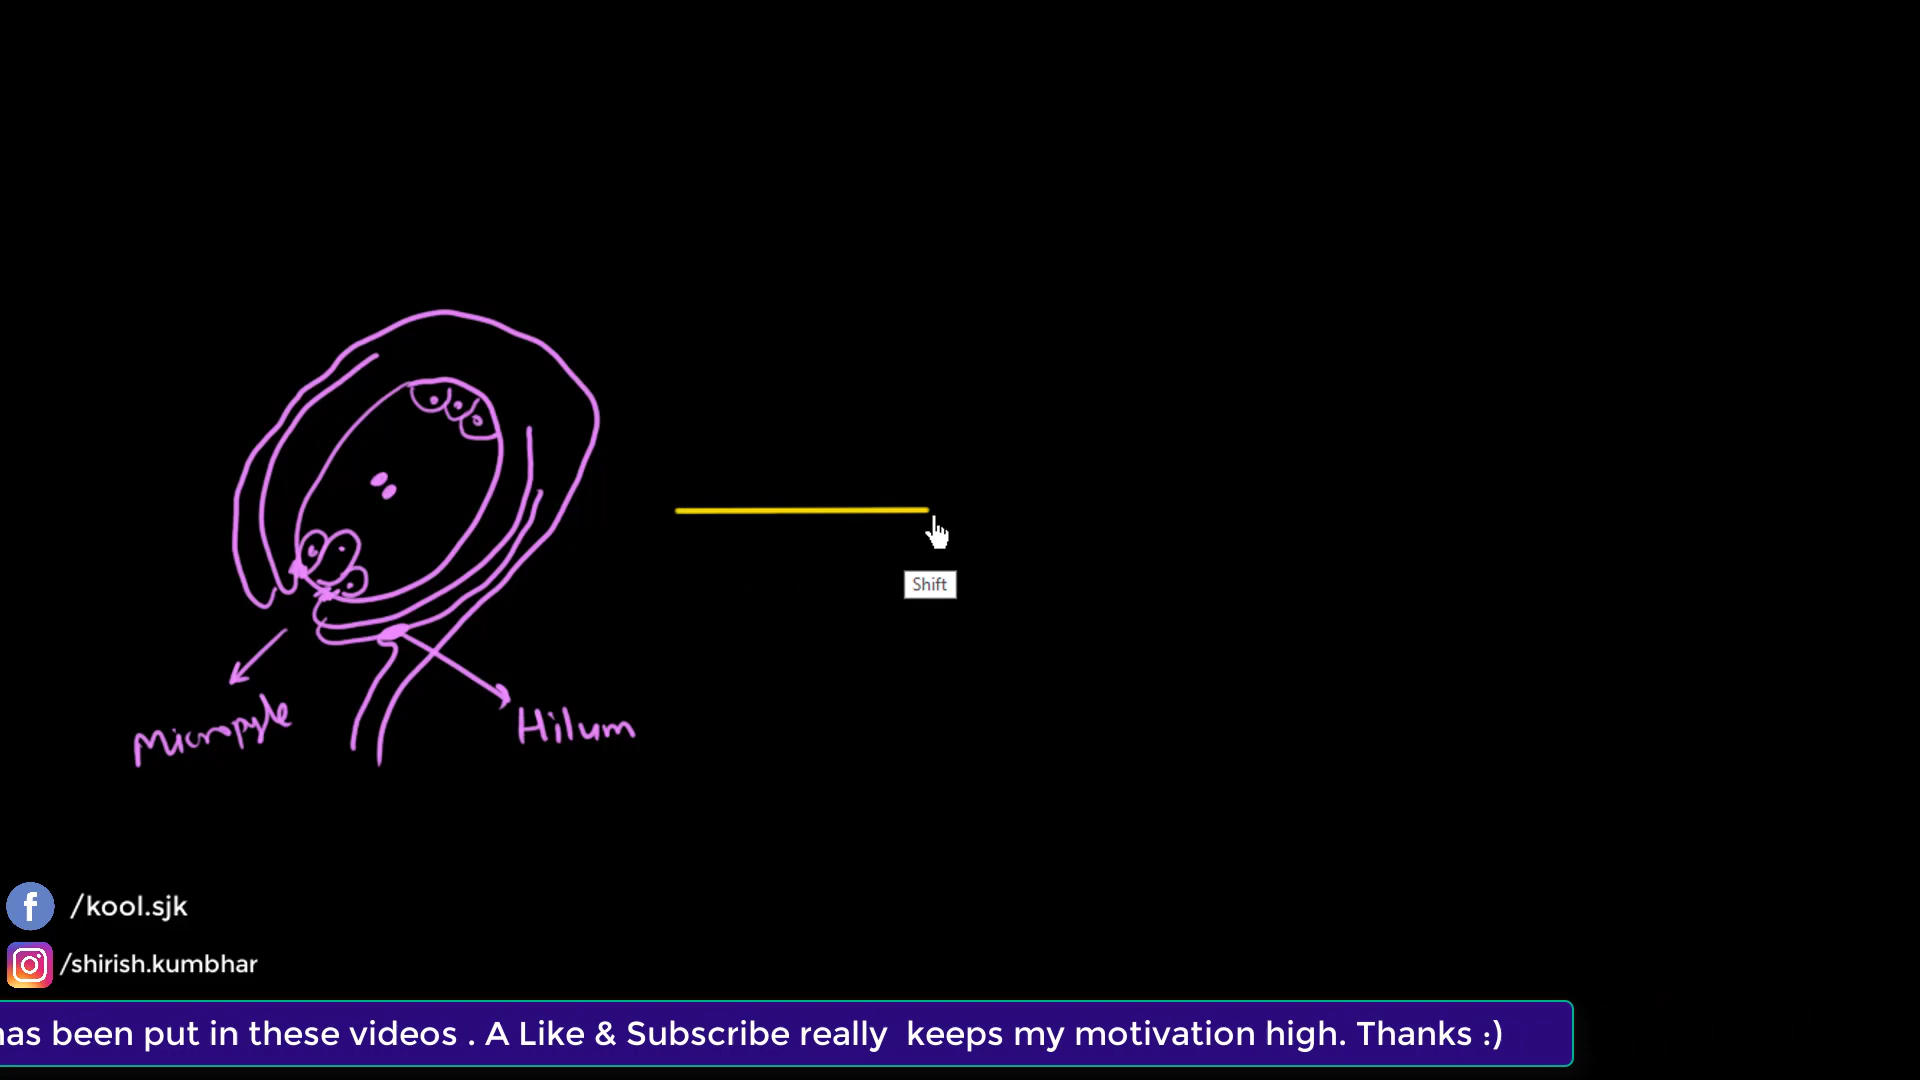 Shift
Micropyle
Hilum
/kool.sjk
/shirish.kumbhar
has been put in these videos . A Like & Subscribe really keeps my motivation high. Thanks :)